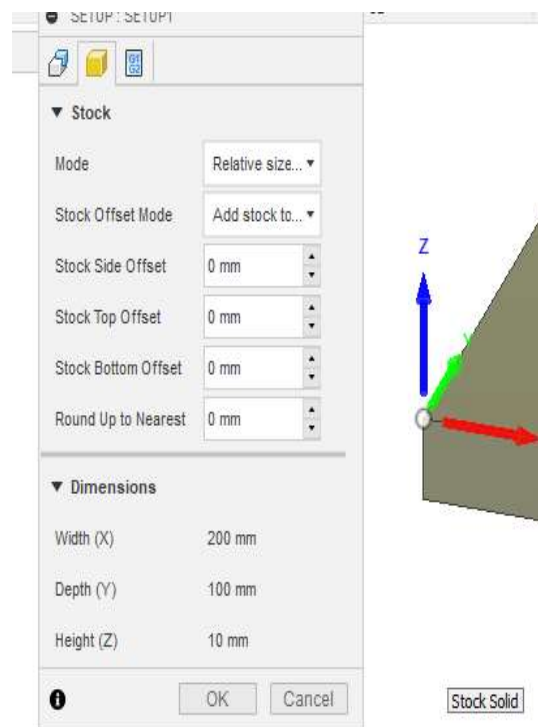 SETUP : SETUP1
G1
G2
▼ Stock
Mode Relative size... ▼
Stock Offset Mode Add stock to... ▼
Stock Side Offset 0 mm
Stock Top Offset 0 mm
Stock Bottom Offset 0 mm
Round Up to Nearest 0 mm
▼ Dimensions
Width (X) 200 mm
Depth (Y) 100 mm
Height (Z) 10 mm
OK Cancel
Z
Y
Stock Solid